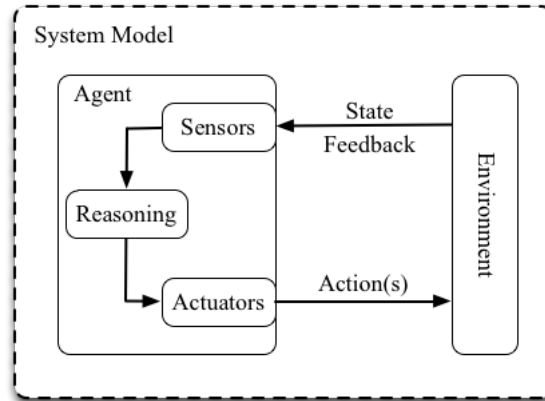 System Model
Agent
Sensors
State
Feedback
Reasoning
Environment
Actuators
Action(s)